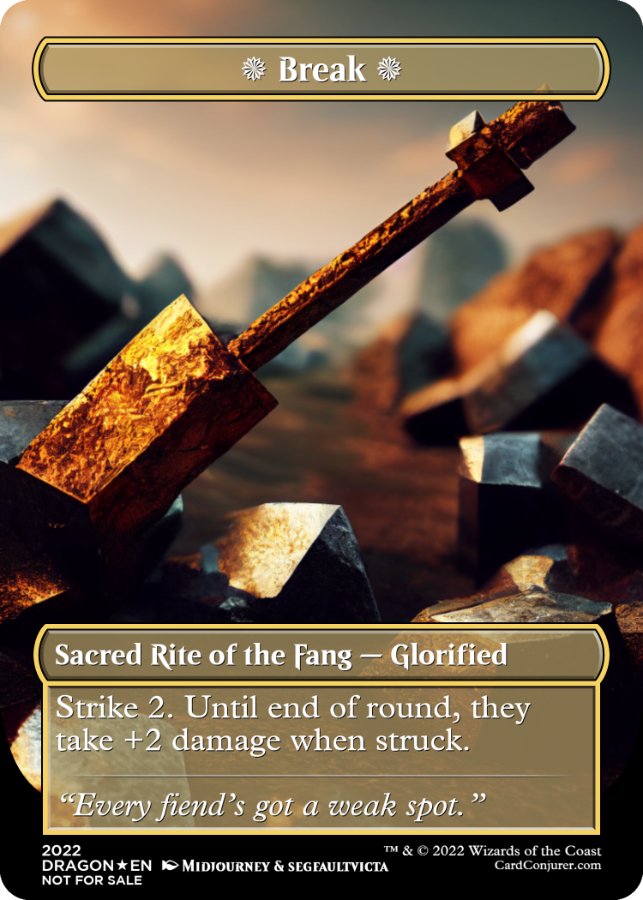 ❃ Break ❃
Sacred Rite of the Fang — Glorified
Strike 2. Until end of round, they
take +2 damage when struck.
“Every fiend’s got a weak spot.”
2022
DRAGON★EN Midjourney & segfaultvicta
NOT FOR SALE
™ & © 2022 Wizards of the Coast
CardConjurer.com